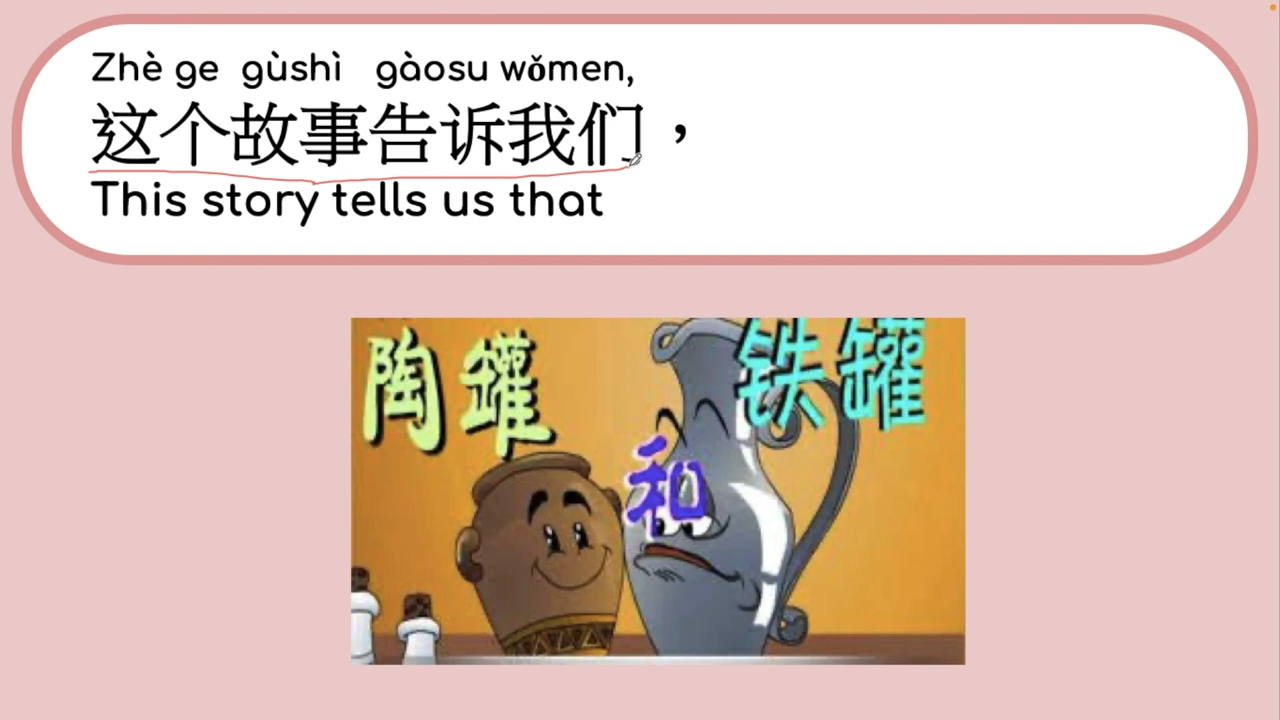 Zhè ge gùshì gàosu wǒmen,
这个故事告诉我们，
This story tells us that
陶罐
和
铁罐